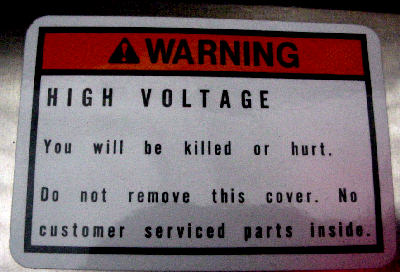 WARNING
HIGH VOLTAGE
You will be killed or hurt.
Do not remove this cover. No
customer serviced parts inside.